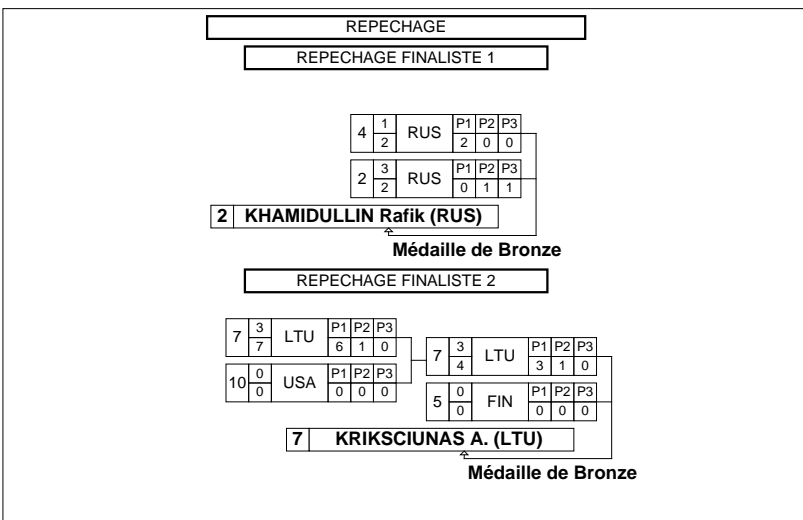 REPECHAGE
REPECHAGE FINALISTE 1
4 1 2 RUS P1 P2 P3 2 0 0
2 3 2 RUS P1 P2 P3 0 1 1
2 KHAMIDULLIN Rafik (RUS)
Médaille de Bronze
REPECHAGE FINALISTE 2
7 3 7 LTU P1 P2 P3 6 1 0
10 0 0 USA P1 P2 P3 0 0 0
7 3 4 LTU P1 P2 P3 3 1 0
5 0 0 FIN P1 P2 P3 0 0 0
7 KRIKSCIUNAS A. (LTU)
Médaille de Bronze